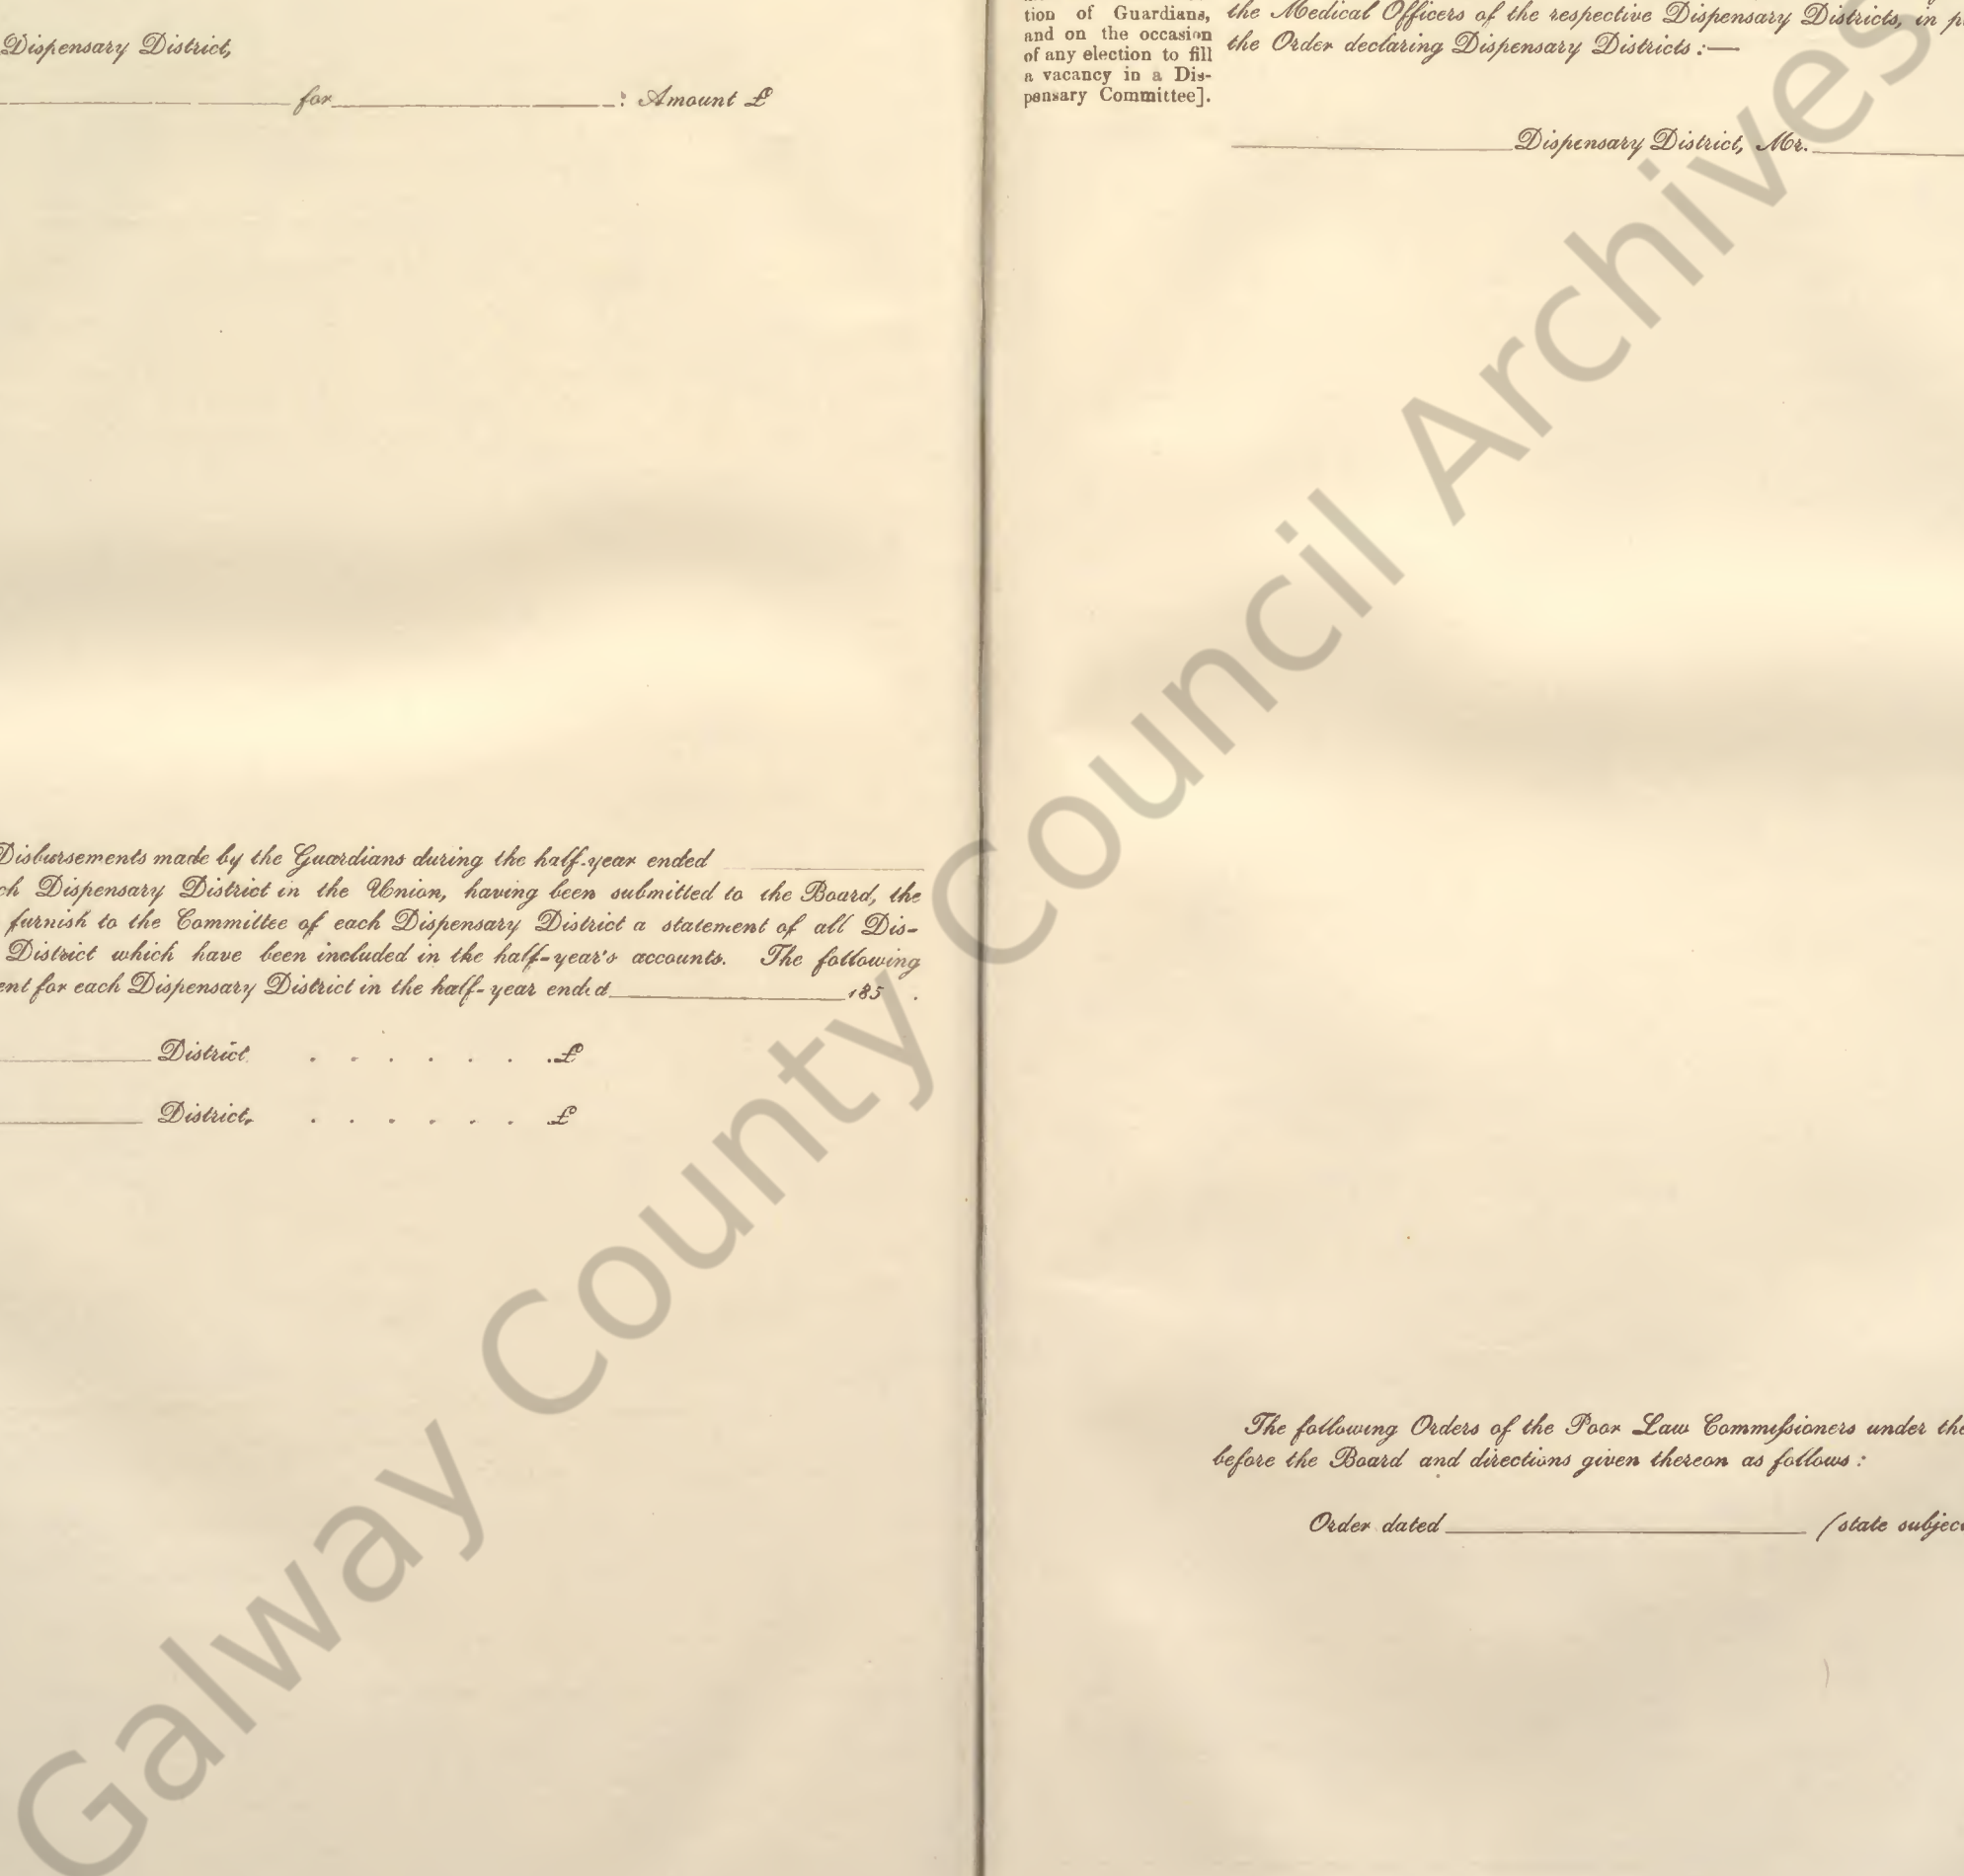 Dispensary District,
for : Amount £
Disbursements made by the Guardians during the half-year ended
ch Dispensary District in the Union, having been submitted to the Board, the
furnish to the Committee of each Dispensary District a statement of all Dis-
District which have been included in the half-year's accounts. The following
ent for each Dispensary District in the half-year ended 185 .
District . . . . . . £
District, . . . . . . £
tion of Guardians,
and on the occasion
of any election to fill
a vacancy in a Dis-
pensary Committee].
the Medical Officers of the respective Dispensary Districts, in p
the Order declaring Dispensary Districts :—
Dispensary District, Mr.
The following Orders of the Poor Law Commissioners under the
before the Board and directions given thereon as follows :
Order dated (state subjec
Galway County Council Archives